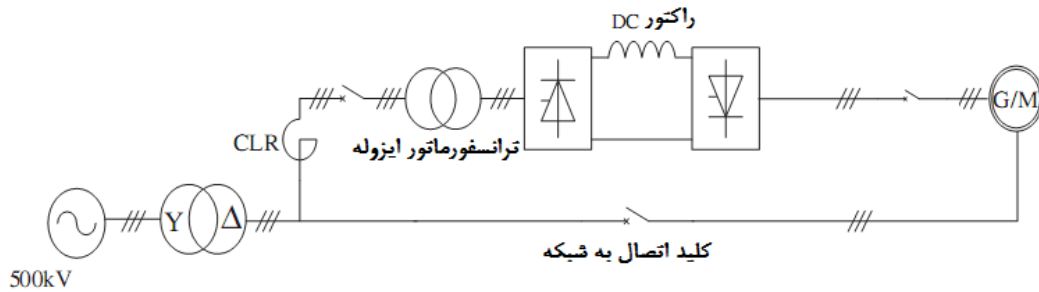 راکتور DC
G/M
ترانسفورماتور ایزوله
CLR
Y
Δ
کلید اتصال به شبکه
500kV